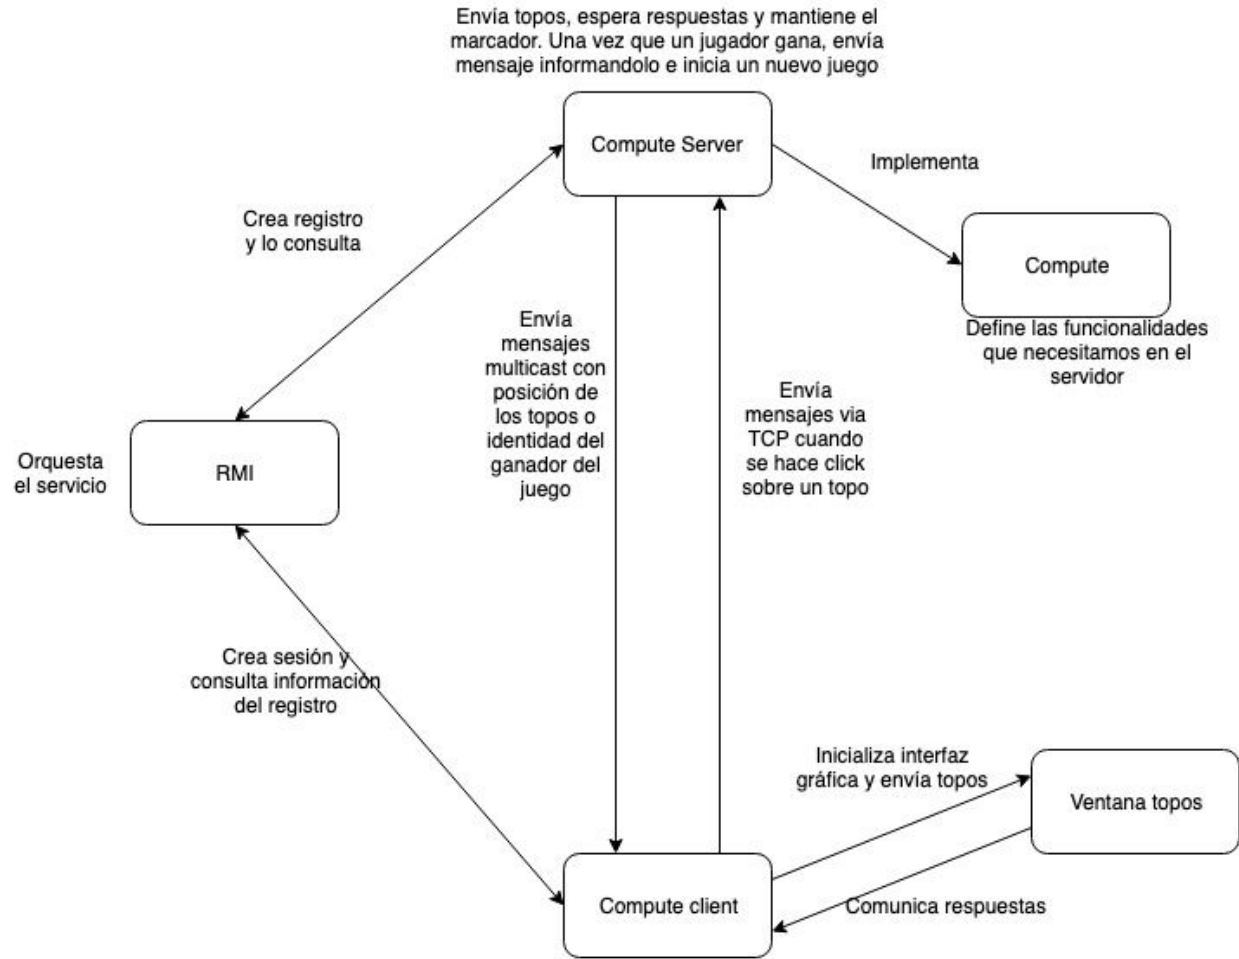 Envía topos, espera respuestas y mantiene el
marcador. Una vez que un jugador gana, envía
mensaje informandolo e inicia un nuevo juego
Compute Server
Implementa
Crea registro
y lo consulta
Compute
Define las funcionalidades
que necesitamos en el
servidor
Envía
mensajes
multicast con
posición de
los topos o
identidad del
ganador del
juego
Envía
mensajes via
TCP cuando
se hace click
sobre un topo
Orquesta
el servicio
RMI
Crea sesión y
consulta información
del registro
Inicializa interfaz
gráfica y envía topos
Ventana topos
Compute client
Comunica respuestas